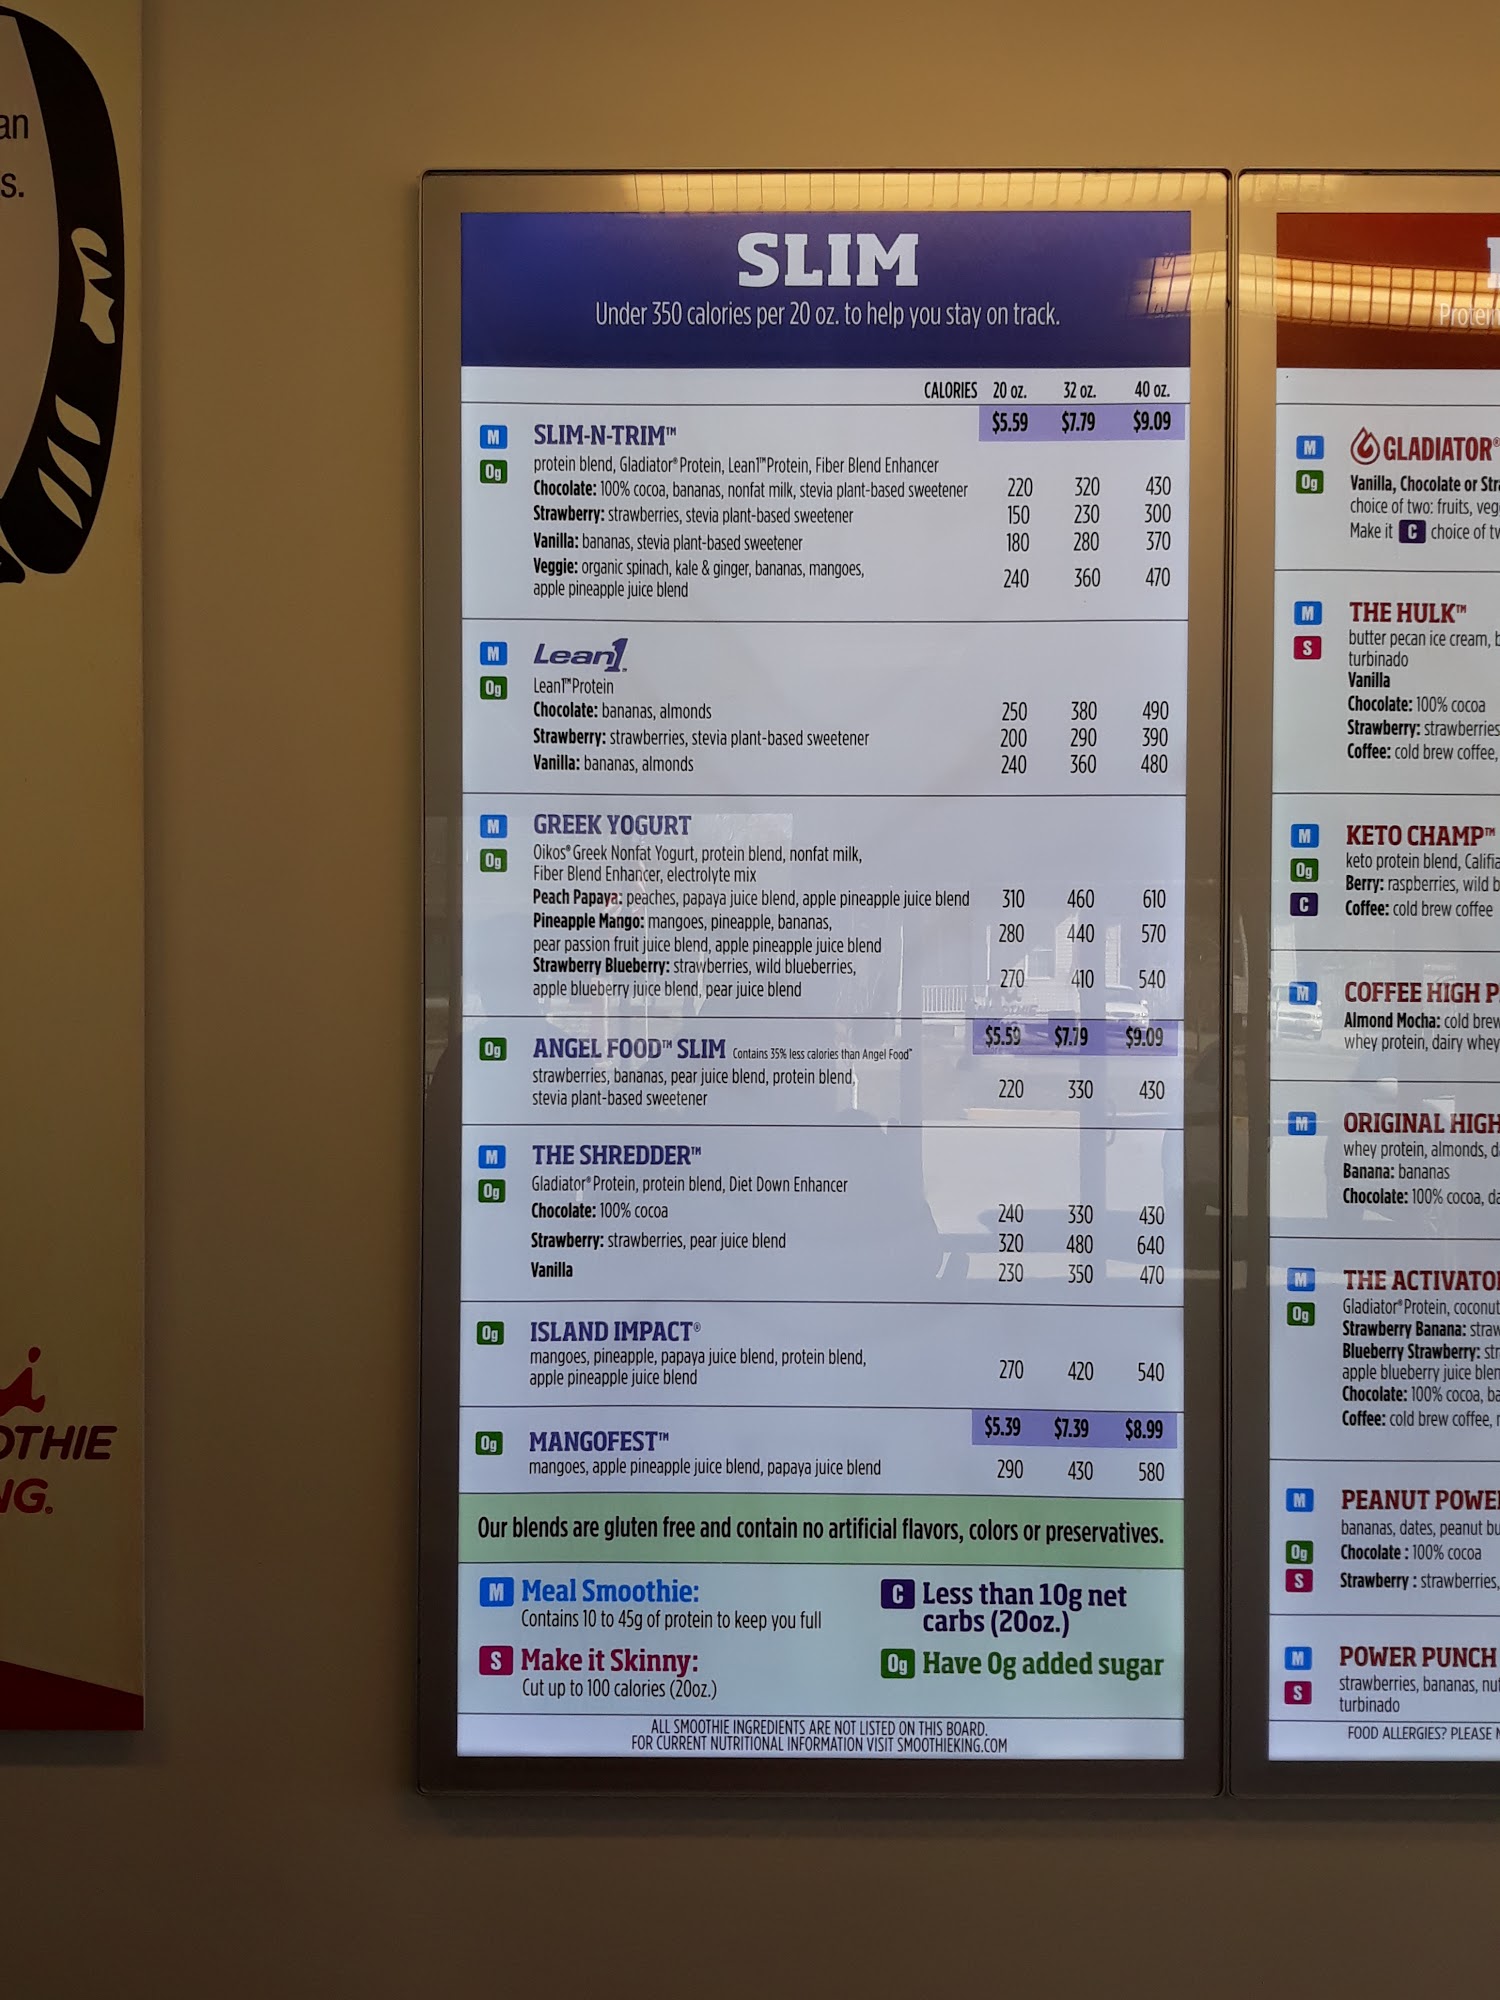 an
s.
OTHIE
NG.
SLIM
Under 350 calories per 20 oz. to help you stay on track.
CALORIES 20 oz. 32 oz. 40 oz.
$5.59 $7.79 $9.09
M SLIM-N-TRIM™
Og protein blend, Gladiator® Protein, Lean1™ Protein, Fiber Blend Enhancer
Chocolate: 100% cocoa, bananas, nonfat milk, stevia plant-based sweetener 220 320 430
Strawberry: strawberries, stevia plant-based sweetener 150 230 300
Vanilla: bananas, stevia plant-based sweetener 180 280 370
Veggie: organic spinach, kale & ginger, bananas, mangoes,
apple pineapple juice blend 240 360 470
M Lean1™
Og Lean1™ Protein
Chocolate: bananas, almonds 250 380 490
Strawberry: strawberries, stevia plant-based sweetener 200 290 390
Vanilla: bananas, almonds 240 360 480
M GREEK YOGURT
Og Oikos® Greek Nonfat Yogurt, protein blend, nonfat milk,
Fiber Blend Enhancer, electrolyte mix
Peach Papaya: peaches, papaya juice blend, apple pineapple juice blend 310 460 610
Pineapple Mango: mangoes, pineapple, bananas,
pear passion fruit juice blend, apple pineapple juice blend 280 440 570
Strawberry Blueberry: strawberries, wild blueberries,
apple blueberry juice blend, pear juice blend 270 410 540
$5.59 $7.79 $9.09
Og ANGEL FOOD™ SLIM Contains 35% less calories than Angel Food™
strawberries, bananas, pear juice blend, protein blend,
stevia plant-based sweetener 220 330 430
M THE SHREDDER™
Og Gladiator® Protein, protein blend, Diet Down Enhancer
Chocolate: 100% cocoa 240 330 430
Strawberry: strawberries, pear juice blend 320 480 640
Vanilla 230 350 470
Og ISLAND IMPACT®
mangoes, pineapple, papaya juice blend, protein blend,
apple pineapple juice blend 270 420 540
$5.39 $7.39 $8.99
Og MANGOFEST™
mangoes, apple pineapple juice blend, papaya juice blend 290 430 580
Our blends are gluten free and contain no artificial flavors, colors or preservatives.
M Meal Smoothie:
Contains 10 to 45g of protein to keep you full
S Make it Skinny:
Cut up to 100 calories (20oz.)
C Less than 10g net
carbs (20oz.)
Og Have 0g added sugar
ALL SMOOTHIE INGREDIENTS ARE NOT LISTED ON THIS BOARD.
FOR CURRENT NUTRITIONAL INFORMATION VISIT SMOOTHIEKING.COM
Protein
M GLADIATOR®
Og Vanilla, Chocolate or Str
choice of two: fruits, veg
Make it C choice of tw
M THE HULK™
S butter pecan ice cream, b
turbinado
Vanilla
Chocolate: 100% cocoa
Strawberry: strawberries
Coffee: cold brew coffee,
M KETO CHAMP™
Og keto protein blend, Califia
Berry: raspberries, wild b
C Coffee: cold brew coffee
M COFFEE HIGH P
Almond Mocha: cold brew
whey protein, dairy whey
M ORIGINAL HIGH
whey protein, almonds, d
Banana: bananas
Chocolate: 100% cocoa, da
M THE ACTIVATO
Og Gladiator® Protein, coconut
Strawberry Banana: straw
Blueberry Strawberry: str
apple blueberry juice blen
Chocolate: 100% cocoa, ba
Coffee: cold brew coffee,
M PEANUT POWE
bananas, dates, peanut bu
Og Chocolate : 100% cocoa
S Strawberry : strawberries,
M POWER PUNCH
S strawberries, bananas, nu
turbinado
FOOD ALLERGIES? PLEASE